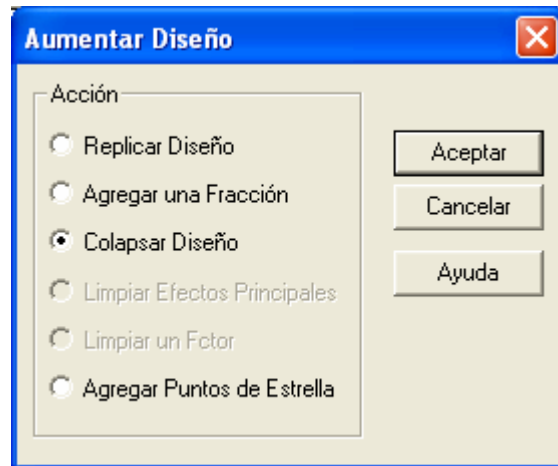 Aumentar Diseño
Acción
Replicar Diseño
Agregar una Fracción
Colapsar Diseño
Limpiar Efectos Principales
Limpiar un Fctor
Agregar Puntos de Estrella
Aceptar
Cancelar
Ayuda